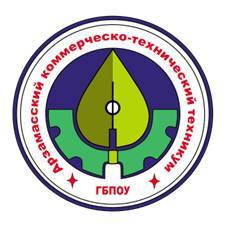 Арзамасский коммерческо-технический техникум
ГБПОУ